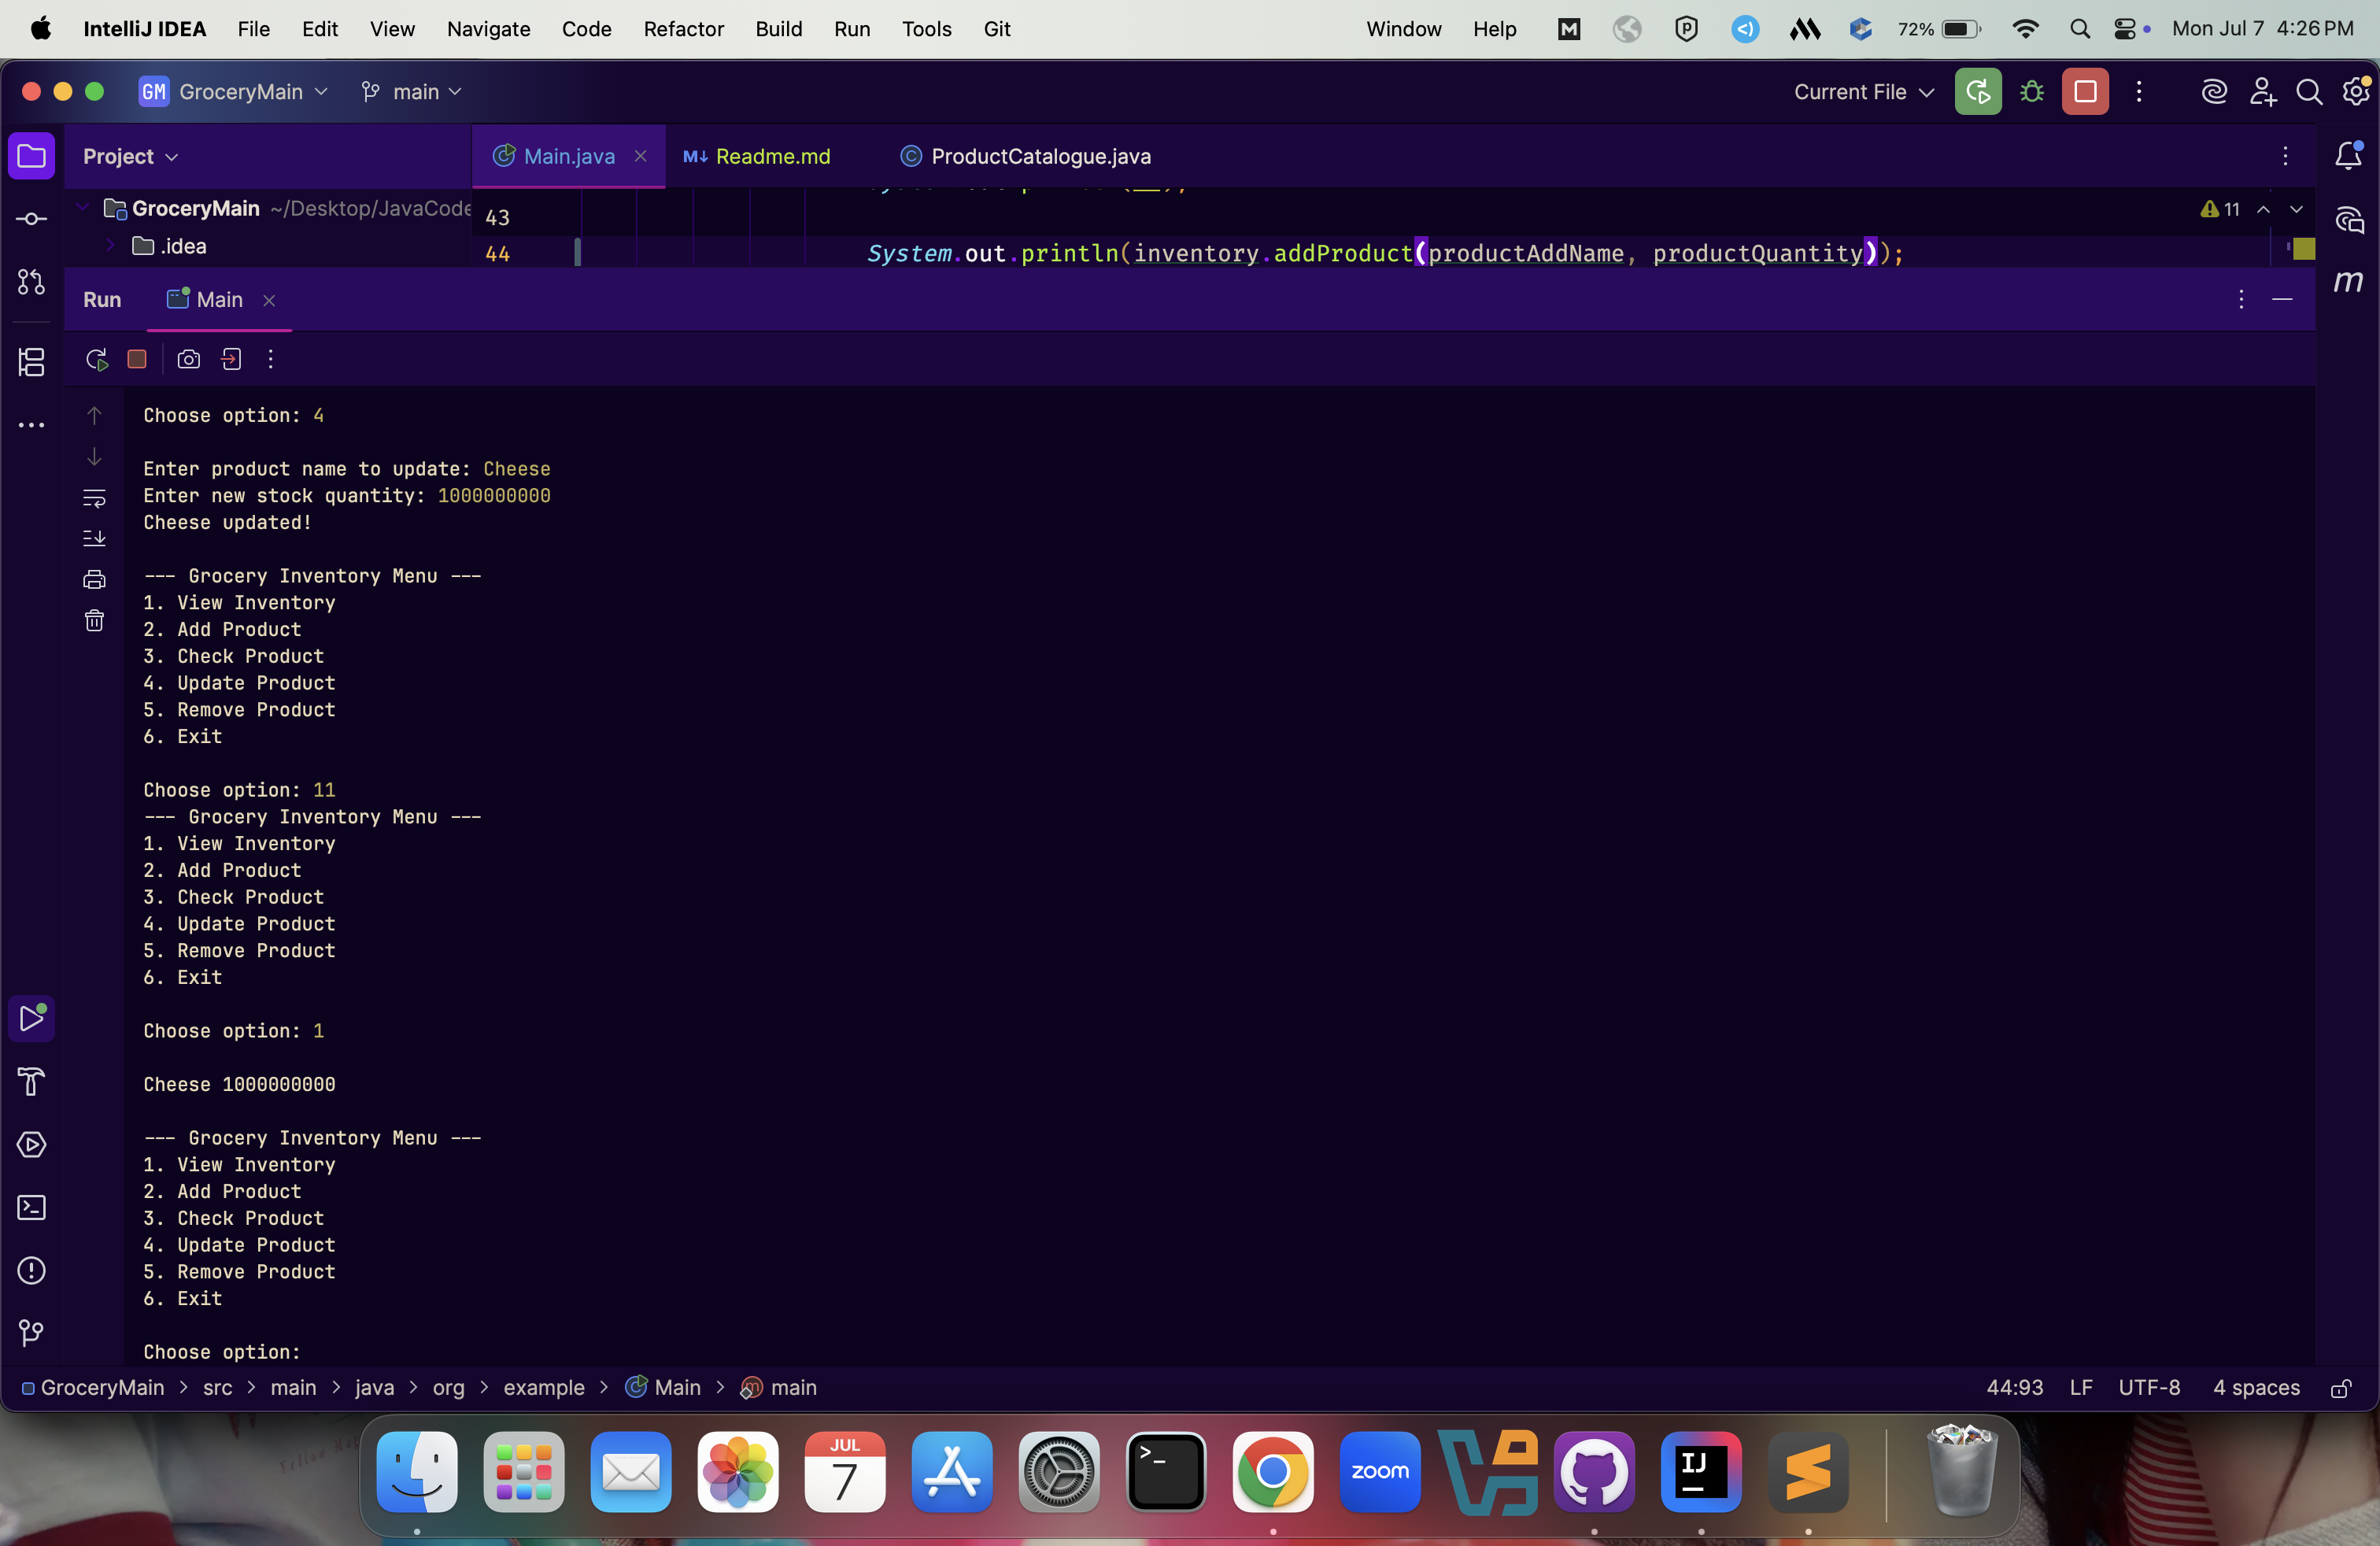 IntelliJ IDEA File Edit View Navigate Code Refactor Build Run Tools Git Window Help 72% Mon Jul 7 4:26 PM
GM GroceryMain main Current File
Project Main.java M↓ Readme.md ProductCatalogue.java
GroceryMain ~/Desktop/JavaCode 43 11
.idea 44 System.out.println(inventory.addProduct(productAddName, productQuantity));
m
Run Main
Choose option: 4
Enter product name to update: Cheese
Enter new stock quantity: 1000000000
Cheese updated!
--- Grocery Inventory Menu ---
1. View Inventory
2. Add Product
3. Check Product
4. Update Product
5. Remove Product
6. Exit
Choose option: 11
--- Grocery Inventory Menu ---
1. View Inventory
2. Add Product
3. Check Product
4. Update Product
5. Remove Product
6. Exit
Choose option: 1
Cheese 1000000000
--- Grocery Inventory Menu ---
1. View Inventory
2. Add Product
3. Check Product
4. Update Product
5. Remove Product
6. Exit
Choose option:
GroceryMain > src > main > java > org > example > Main > main 44:93 LF UTF-8 4 spaces
JUL
7
zoom
IJ